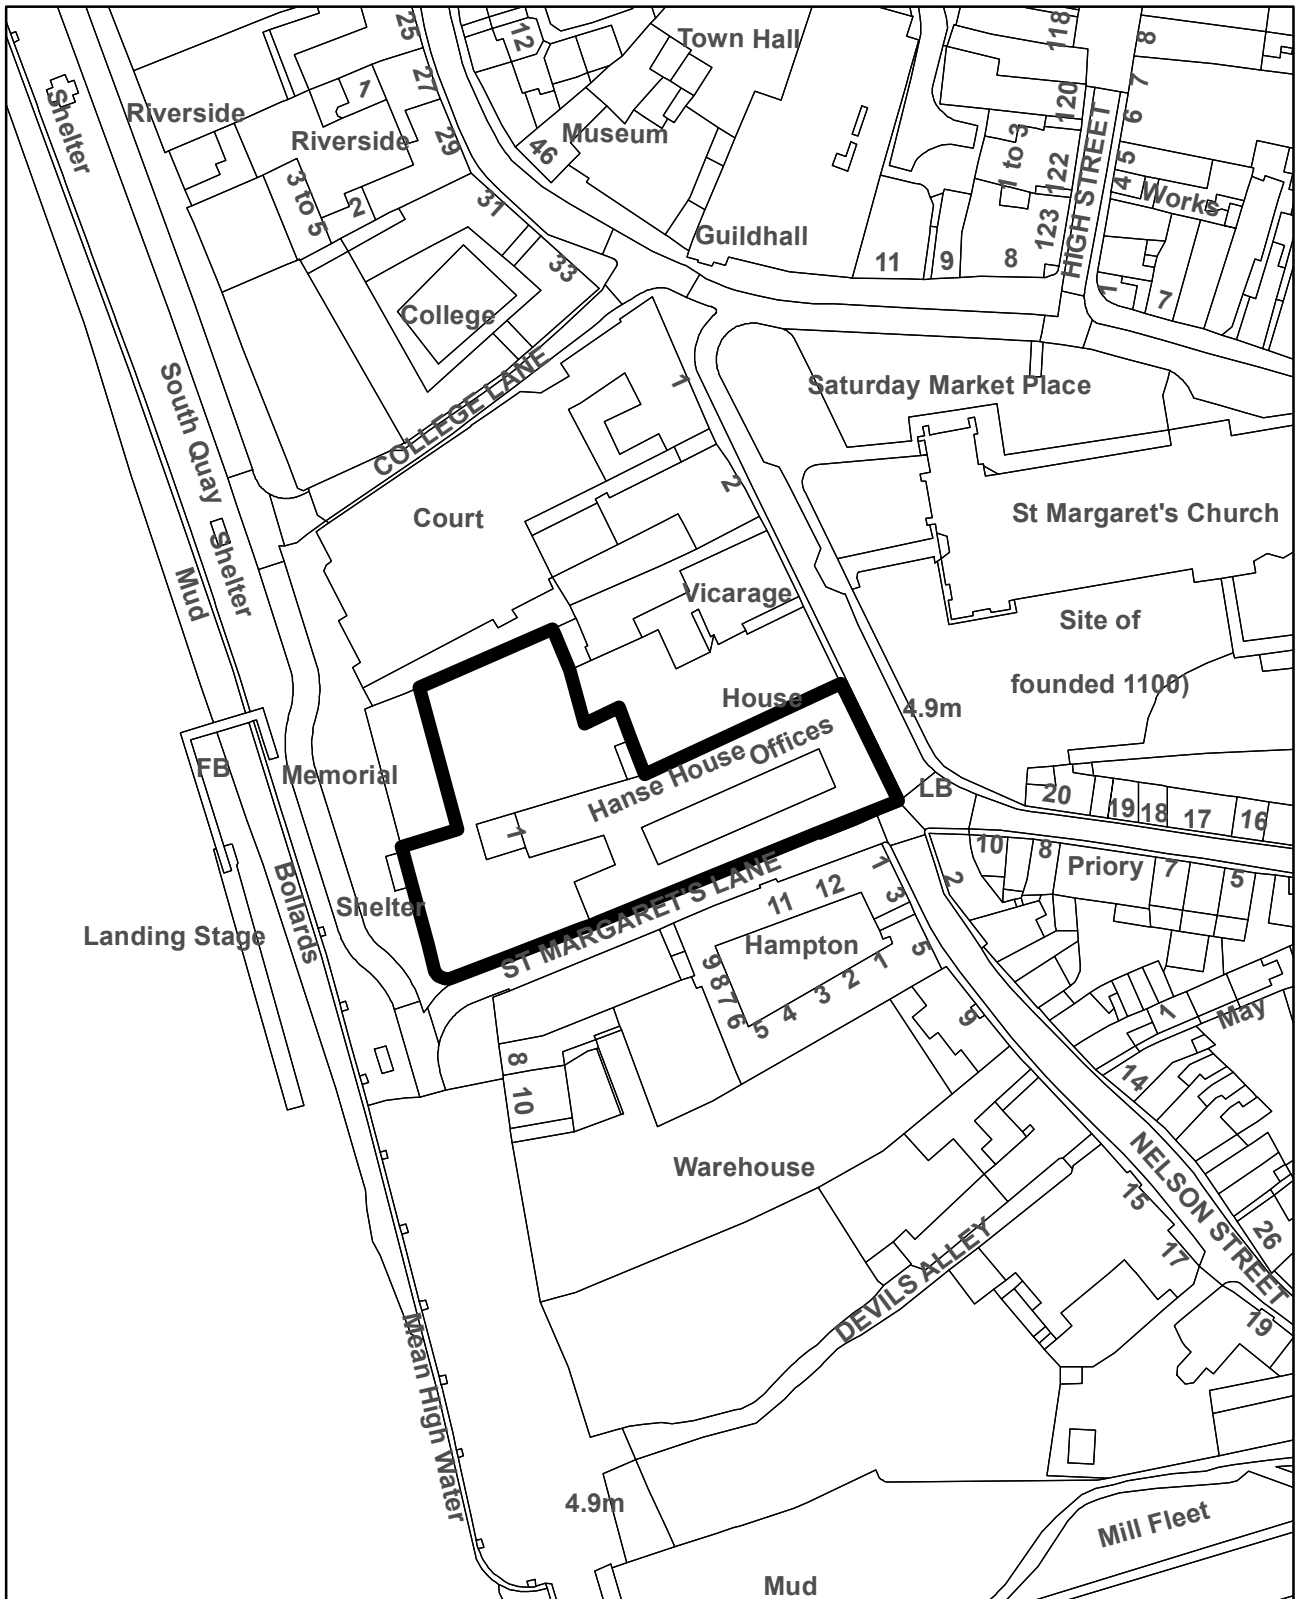 25
12
Town Hall
118
8
27
1
7
Shelter
Riverside
120
6
29
Riverside
Museum
46
1 to 3
122
5
4
HIGH STREET
Works
3 to 5
2
31
Guildhall
123
11
9
8
33
1
7
College
South Quay
COLLEGE LANE
1
Saturday Market Place
2
Court
St Margaret's Church
Shelter
Mud
Vicarage
Site of
founded 1100)
House
4.9m
Offices
Hanse House
FB
Memorial
LB
20
19
18
17
16
1
10
8
Priory
7
5
Bollards
ST MARGARET'S LANE
1
3
2
12
11
Shelter
Landing Stage
Hampton
5
9
8
7
6
5
4
3
2
1
9
1
May
8
10
14
Warehouse
NELSON STREET
15
17
26
19
DEVILS ALLEY
Mean High Water
4.9m
Mill Fleet
Mud